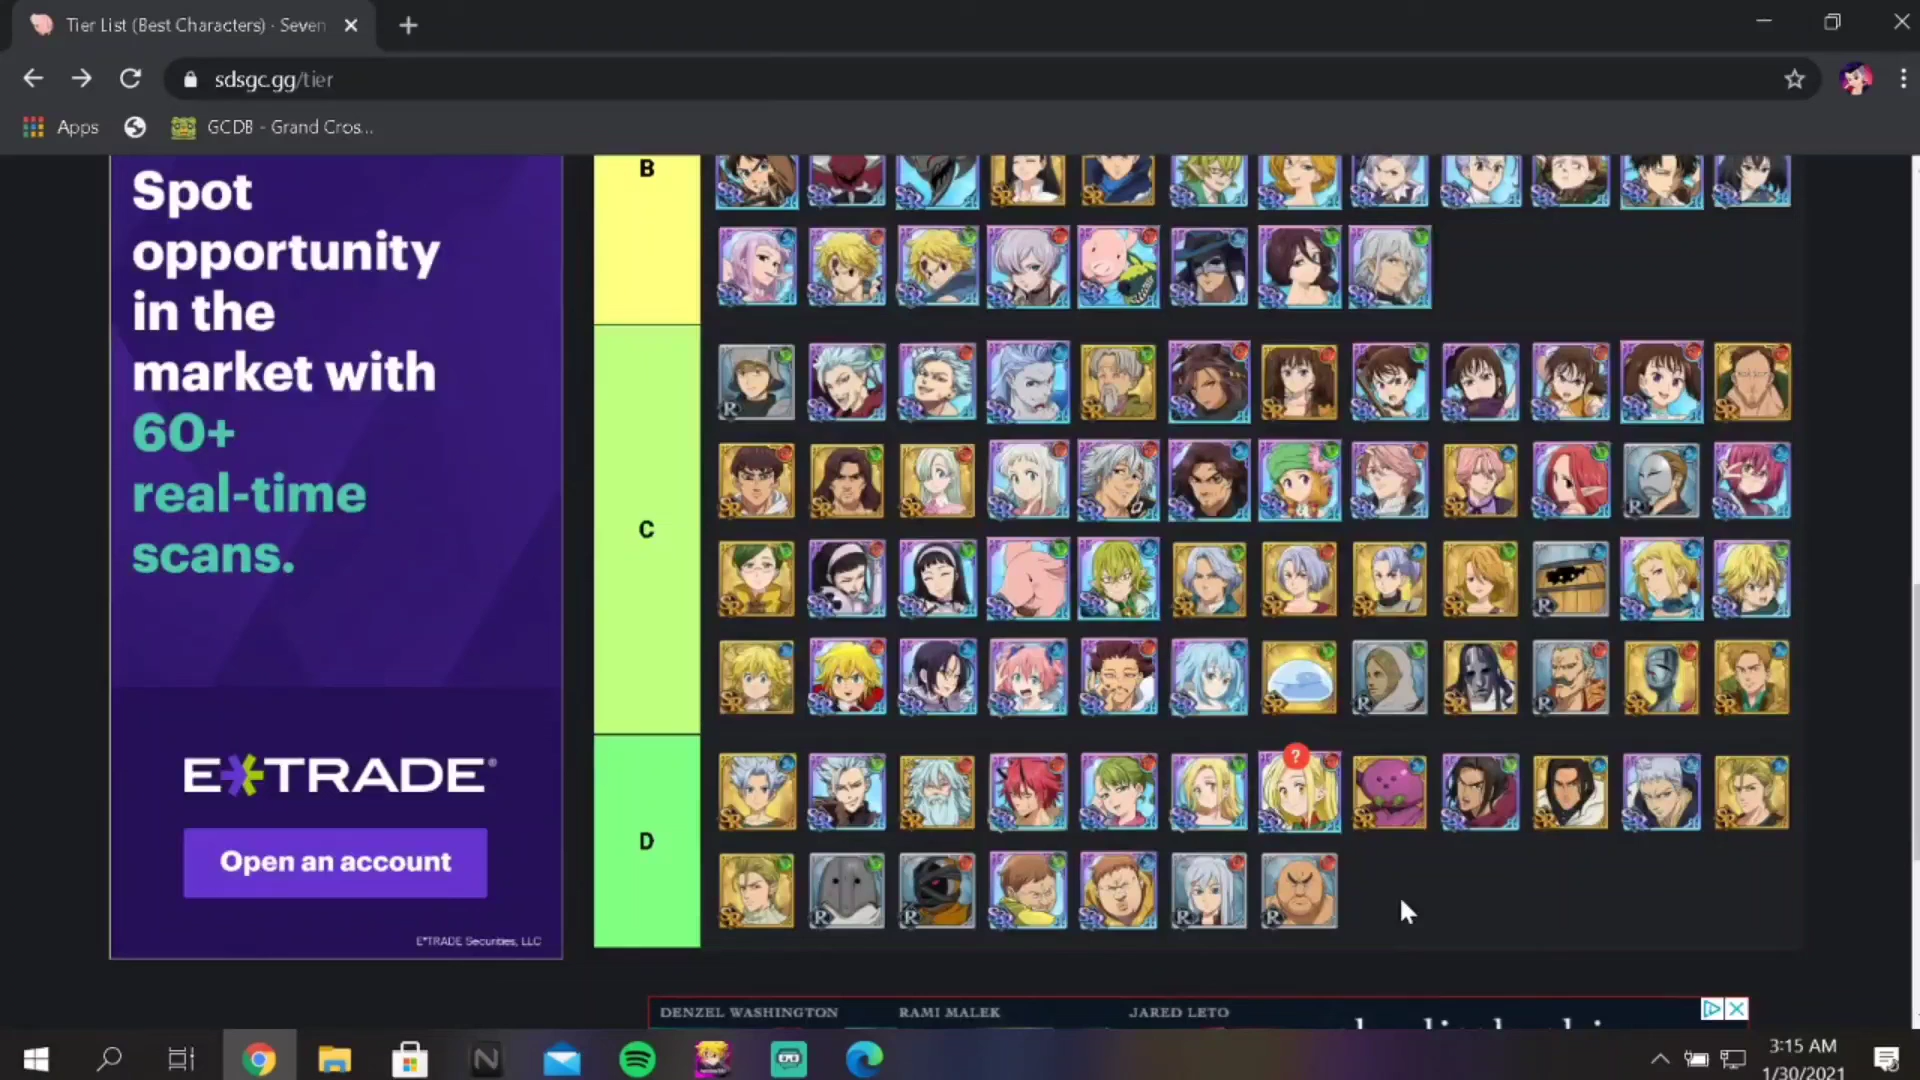 Tier List (Best Characters) · Seven
sdsgc.gg/tier
Apps
GCDB - Grand Cros...
Spot
opportunity
in the
market with
60+
real-time
scans.
E*TRADE®
Open an account
E*TRADE Securities, LLC
B
C
D
?
DENZEL WASHINGTON RAMI MALEK JARED LETO
3:15 AM
1/30/2021